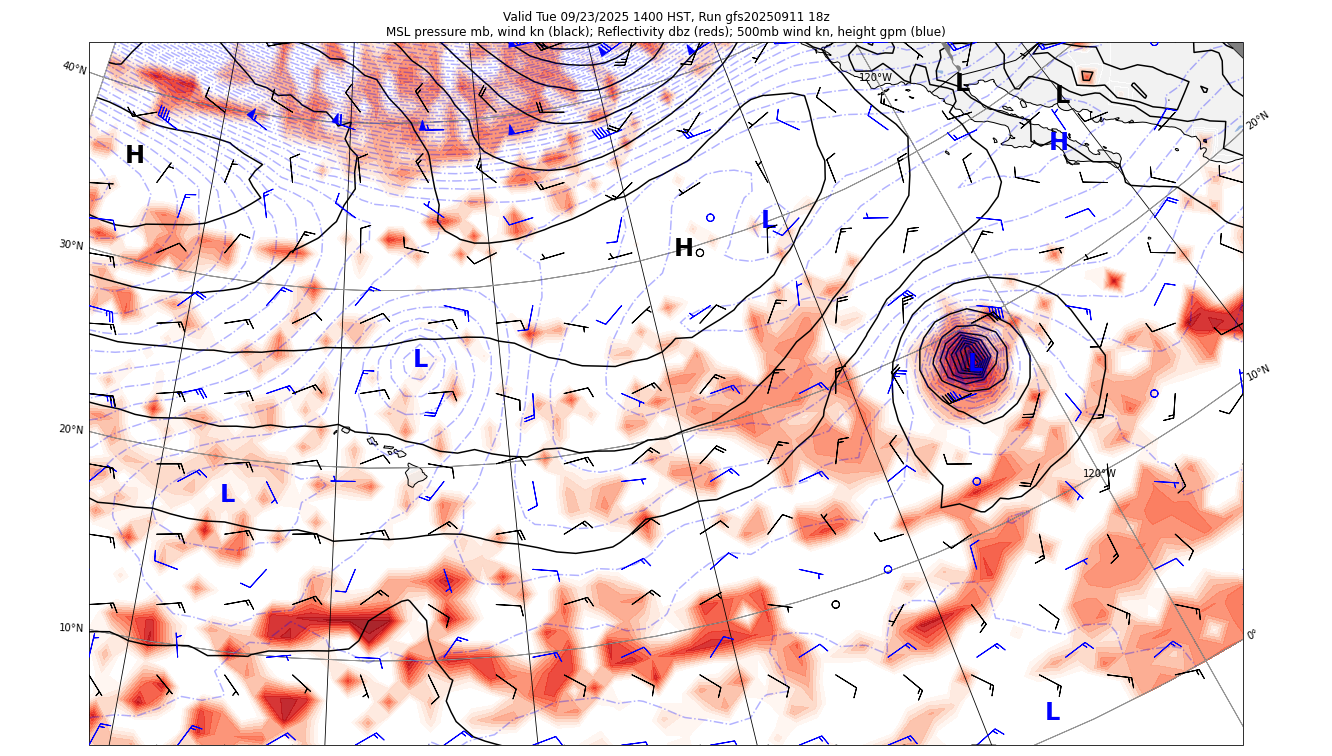 Valid Tue 09/23/2025 1400 HST, Run gfs20250911 18z
MSL pressure mb, wind kn (black); Reflectivity dbz (reds); 500mb wind kn, height gpm (blue)
40°N
120°W
L
L
20°N
H
H
L
30°N
H
L
L
10°N
20°N
120°W
L
10°N
0°
L